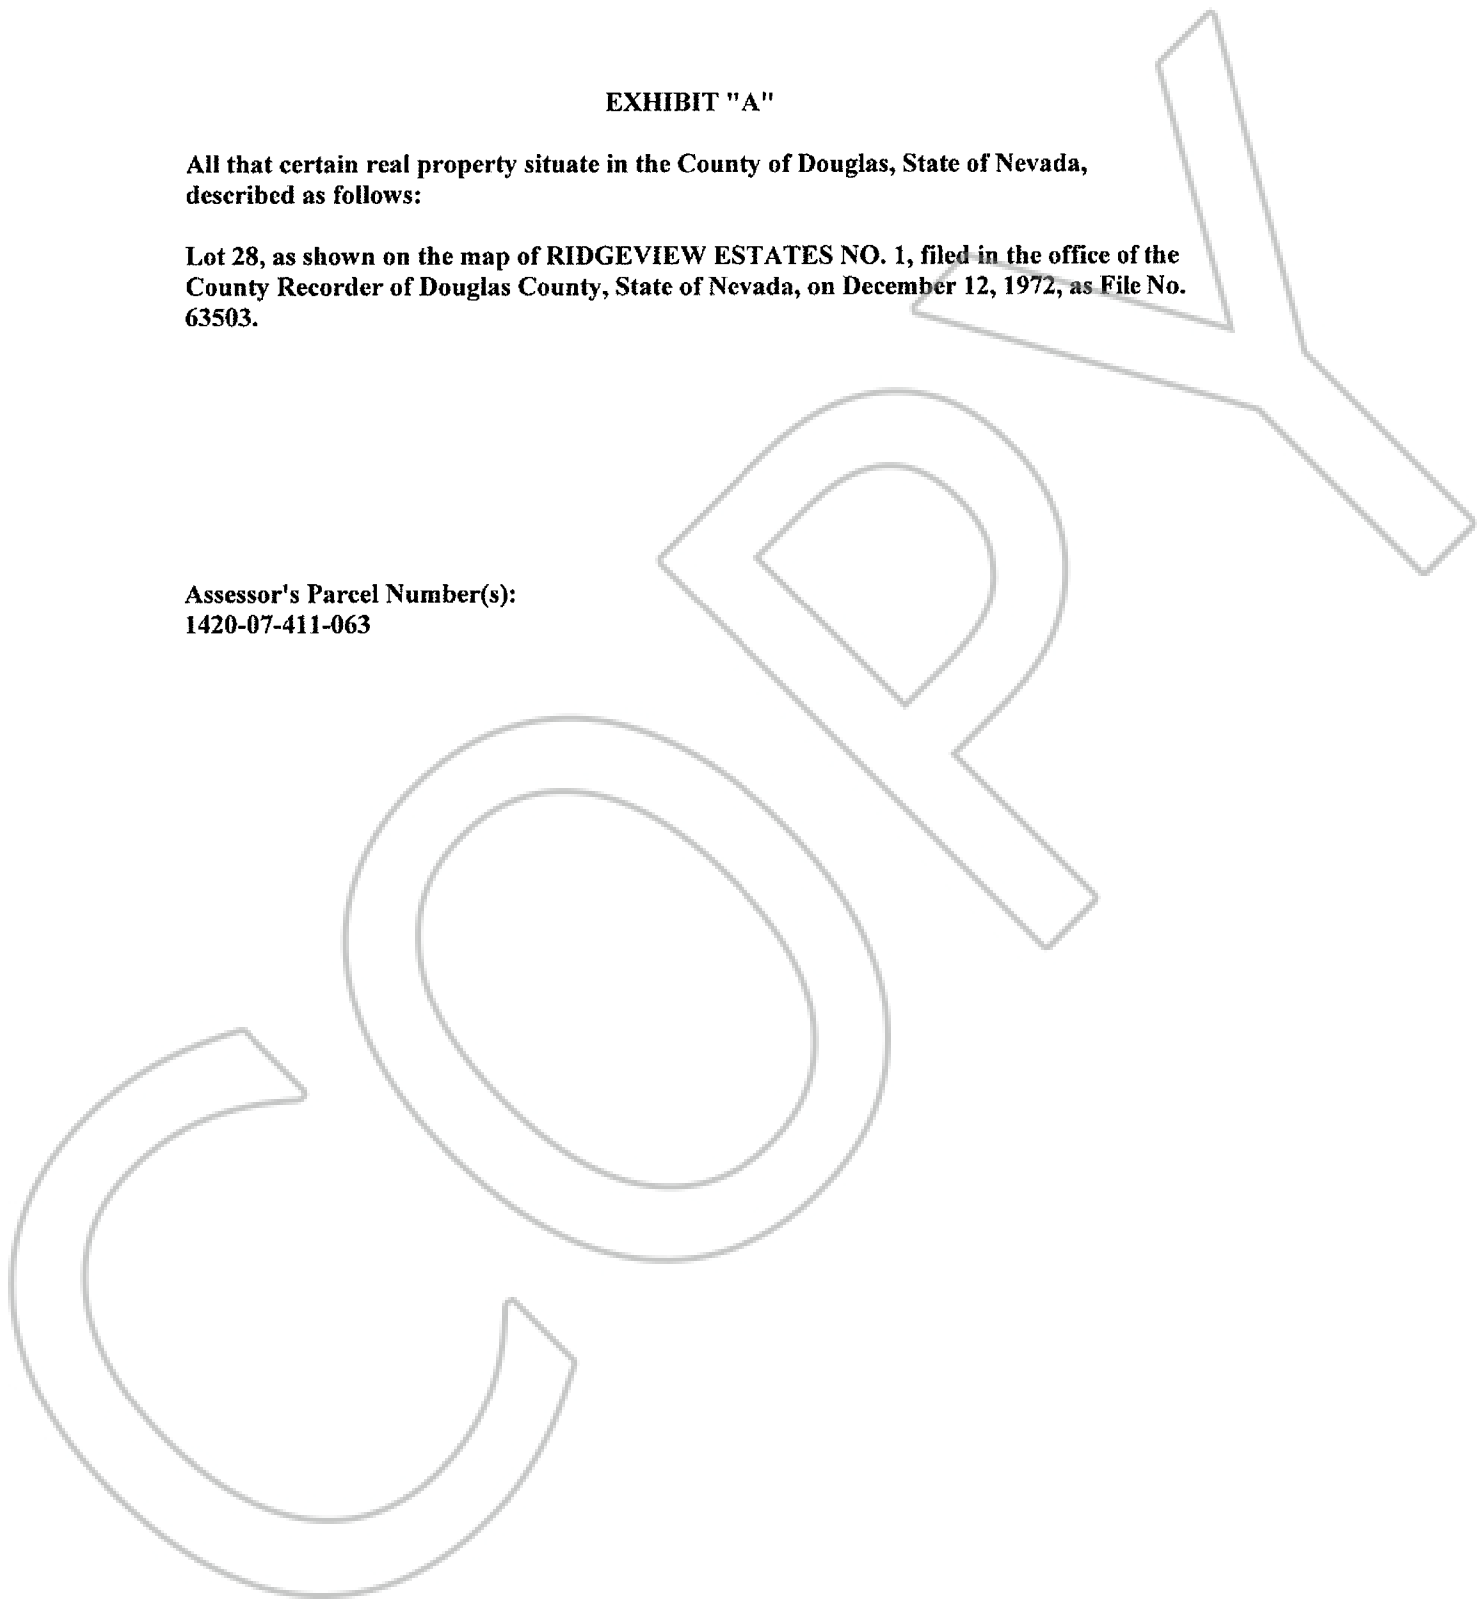 EXHIBIT "A"
All that certain real property situate in the County of Douglas, State of Nevada,
described as follows:
Lot 28, as shown on the map of RIDGEVIEW ESTATES NO. 1, filed in the office of the
County Recorder of Douglas County, State of Nevada, on December 12, 1972, as File No.
63503.
Assessor's Parcel Number(s):
1420-07-411-063
COPY